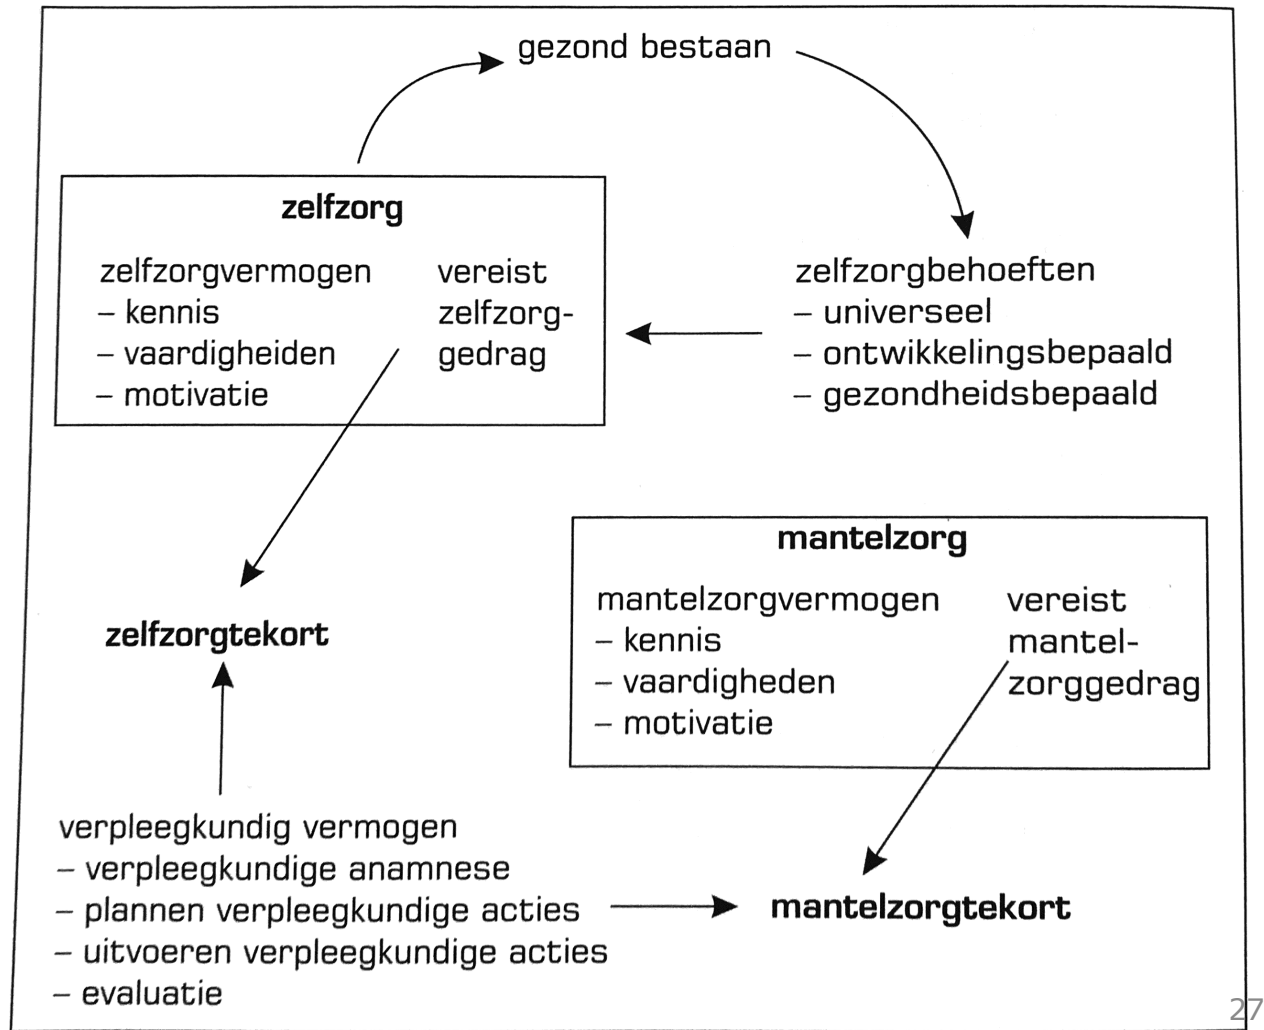 gezond bestaan
zelfzorg
zelfzorgvermogen
– kennis
– vaardigheiden
– motivatie
vereist
zelfzorg-
gedrag
zelfzorgbehoeften
– universeel
– ontwikkelingsbepaald
– gezondheidsbepaald
mantelzorg
mantelzorgvermogen
– kennis
– vaardigheden
– motivatie
vereist
mantel-
zorggedrag
zelfzorgtekort
verpleegkundig vermogen
– verpleegkundige anamnese
– plannen verpleegkundige acties
– uitvoeren verpleegkundige acties
– evaluatie
mantelzorgtekort
27